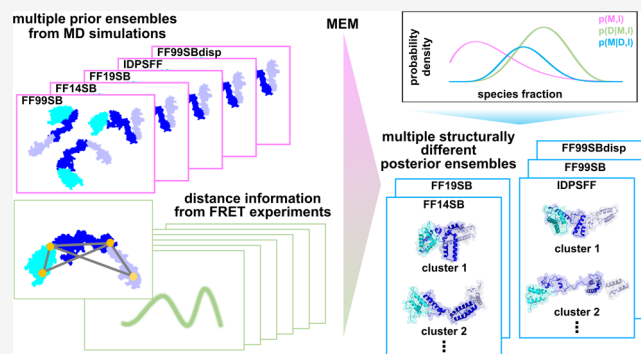 multiple prior ensembles
from MD simulations
FF99SBdisp
IDPSFF
FF19SB
FF14SB
FF99SB
distance information
from FRET experiments
MEM
p(M,I)
p(D|M,I)
p(M|D,I)
probability
density
species fraction
multiple structurally
different
posterior ensembles
FF19SB
FF14SB
cluster 1
cluster 2
FF99SBdisp
FF99SB
IDPSFF
cluster 1
cluster 2